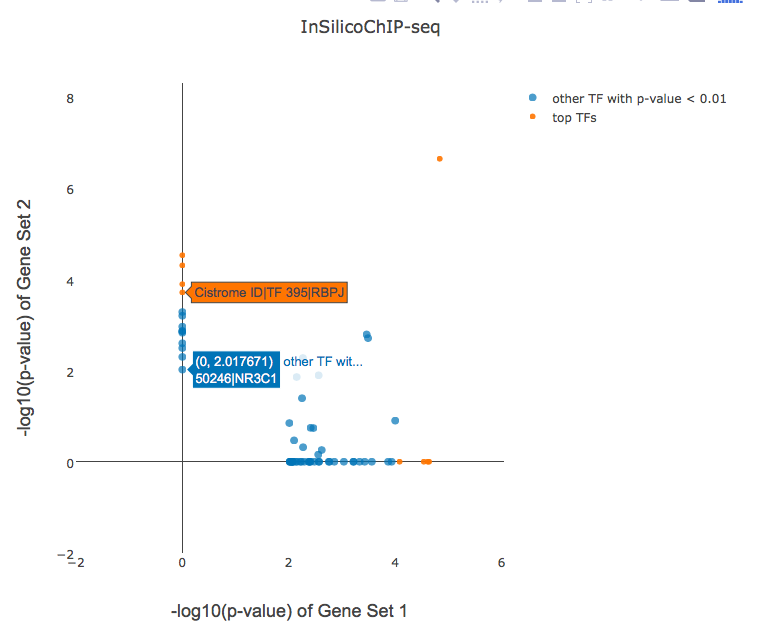 InSilicoChIP-seq
other TF with p-value < 0.01
top TFs
8
6
4
2
0
−2
-log10(p-value) of Gene Set 2
Cistrome ID|TF 395|RBPJ
(0, 2.017671) other TF wit...
50246|NR3C1
−2 0 2 4 6
-log10(p-value) of Gene Set 1